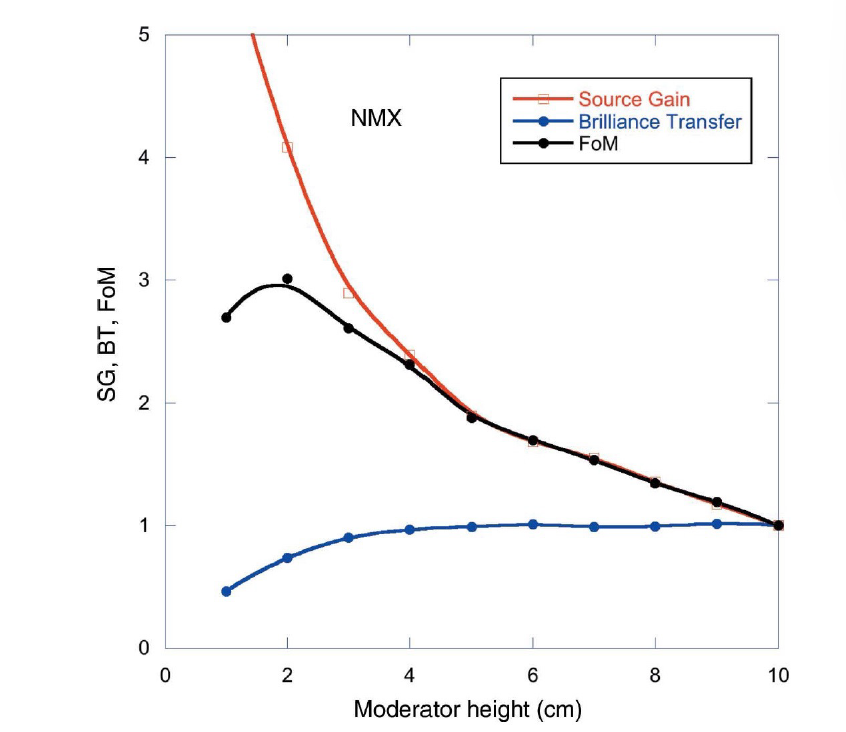 5
NMX
Source Gain
Brilliance Transfer
FoM
4
3
SG, BT, FoM
2
1
0
0 2 4 6 8 10
Moderator height (cm)